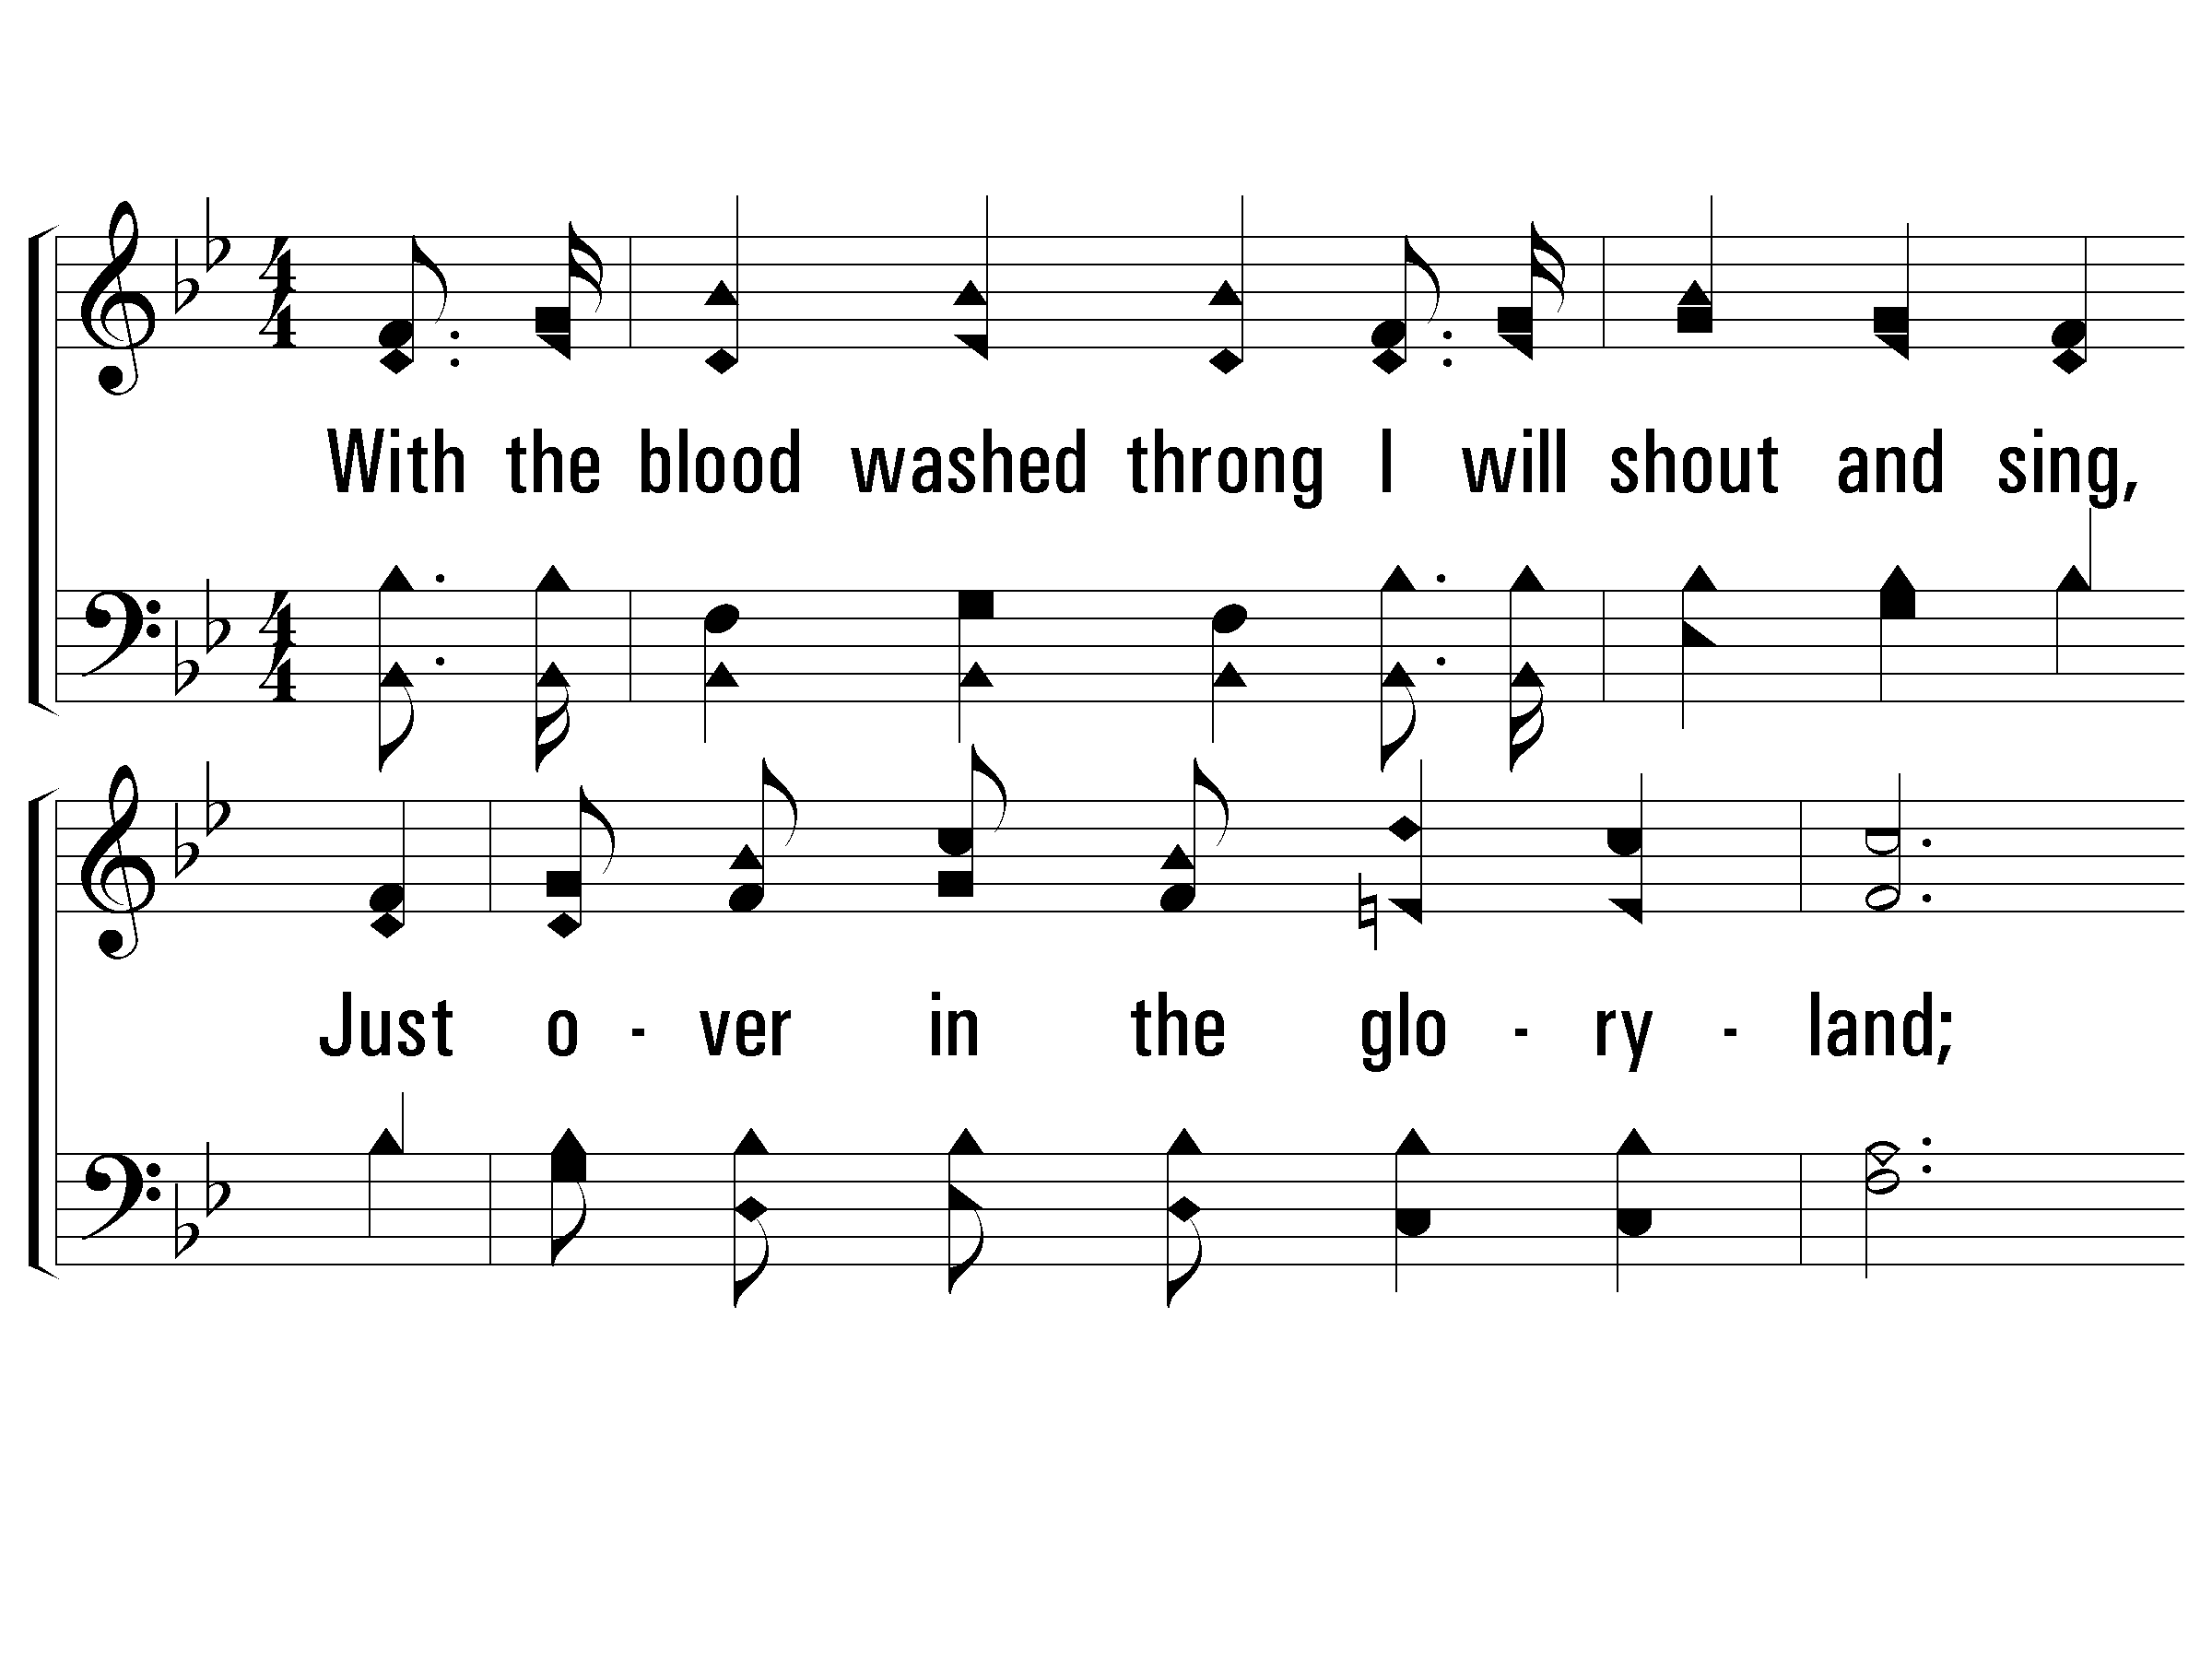 With the blood washed throng I will shout and sing,
Just o - ver in the glo - ry - land;